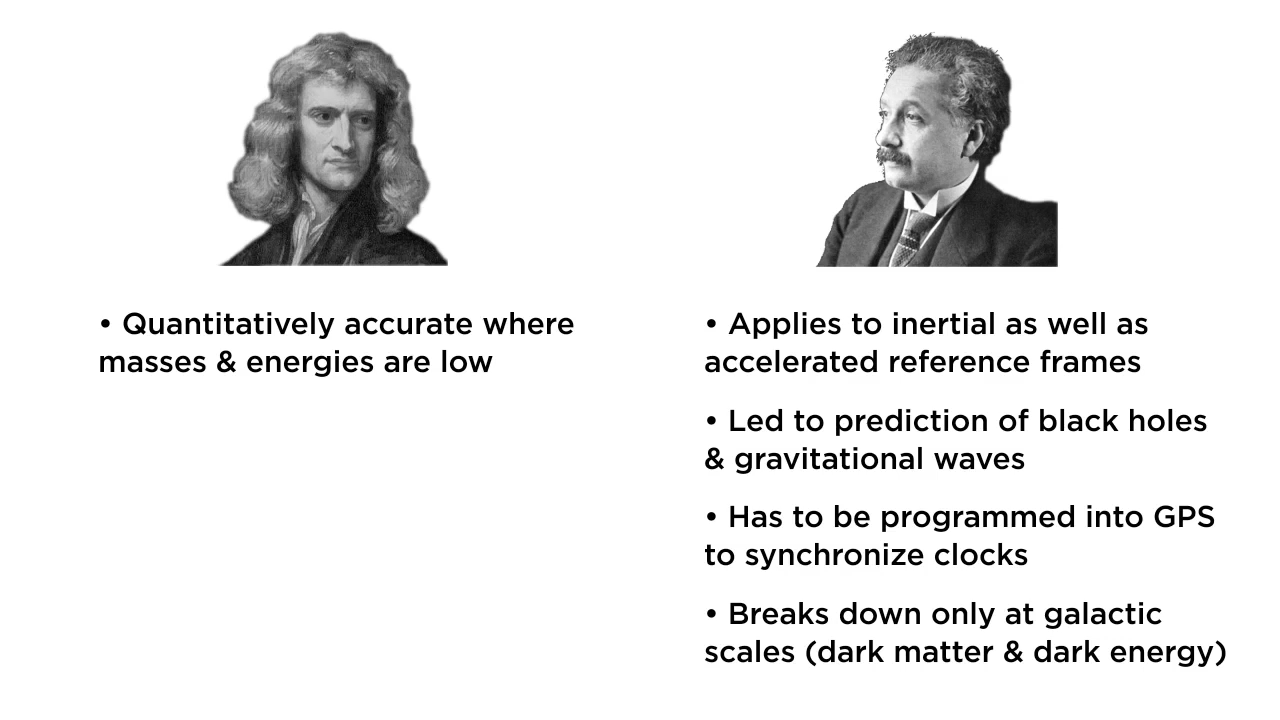 • Quantitatively accurate where
masses & energies are low
• Applies to inertial as well as
accelerated reference frames
• Led to prediction of black holes
& gravitational waves
• Has to be programmed into GPS
to synchronize clocks
• Breaks down only at galactic
scales (dark matter & dark energy)